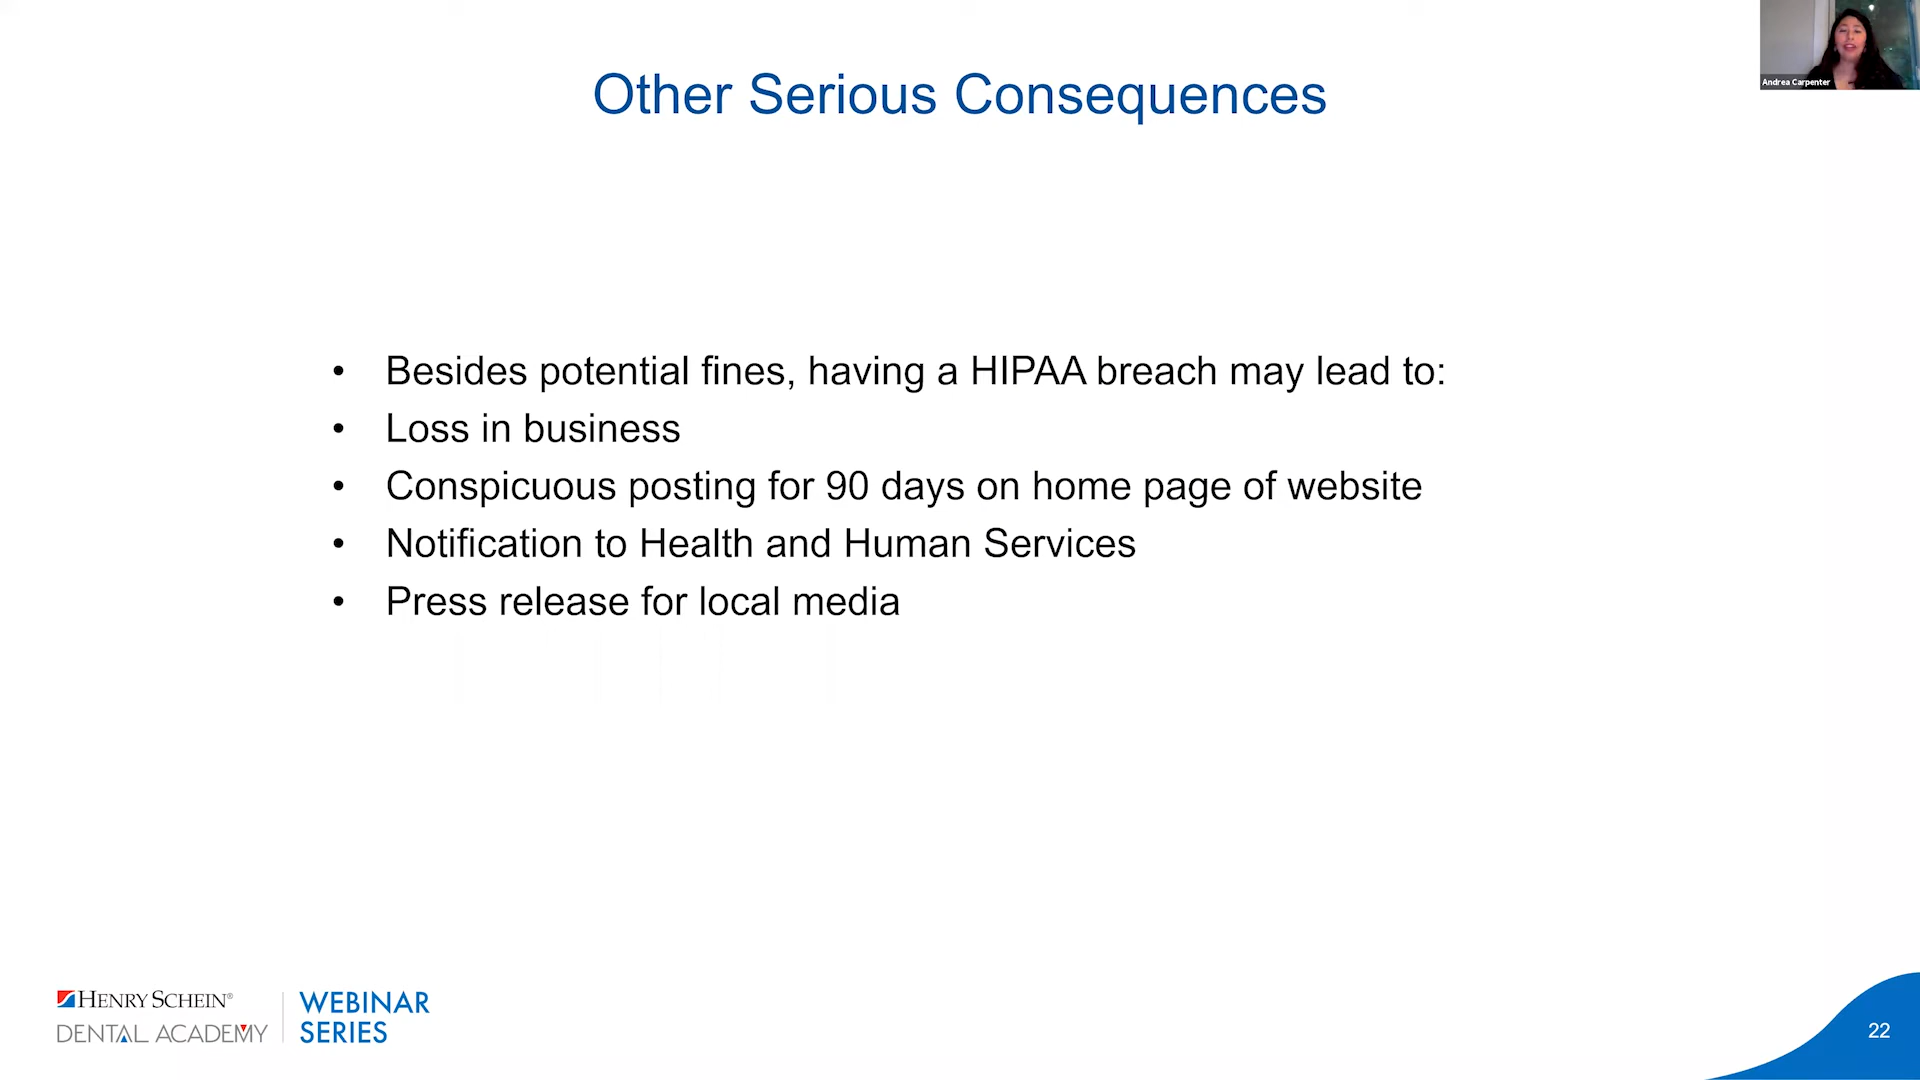 Andrea Carpenter
Other Serious Consequences
• Besides potential fines, having a HIPAA breach may lead to:
• Loss in business
• Conspicuous posting for 90 days on home page of website
• Notification to Health and Human Services
• Press release for local media
HENRY SCHEIN®
DENTAL ACADEMY
WEBINAR
SERIES
22